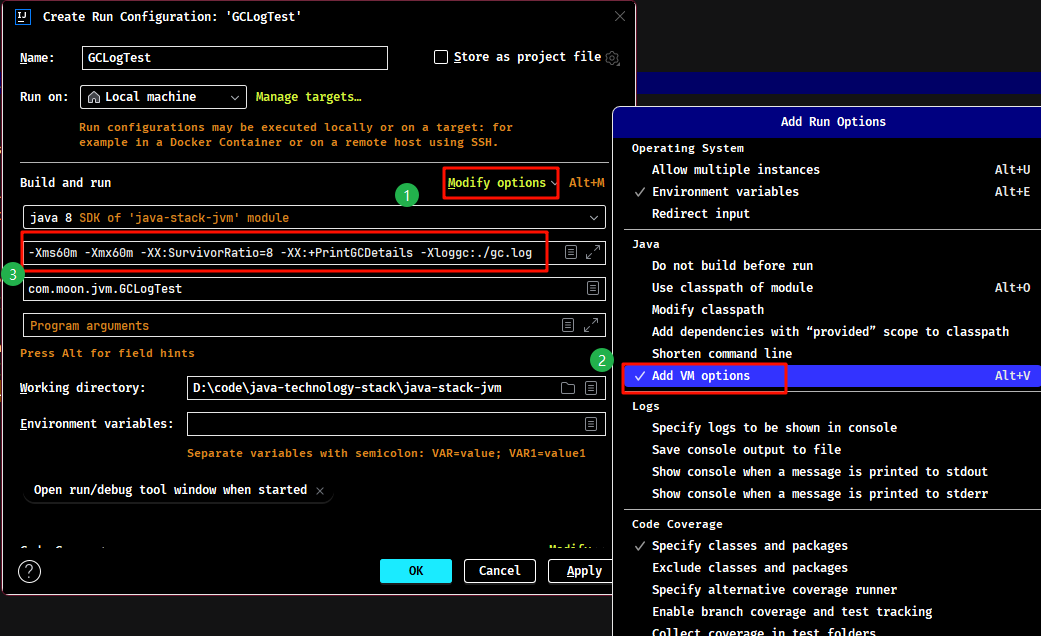 Create Run Configuration: 'GCLogTest'
Name:
GCLogTest
Store as project file
Run on:
Local machine
Manage targets…
Run configurations may be executed locally or on a target: for
example in a Docker Container or on a remote host using SSH.
Build and run
1
Modify options
Alt+M
java 8 SDK of 'java-stack-jvm' module
-Xms60m -Xmx60m -XX:SurvivorRatio=8 -XX:+PrintGCDetails -Xloggc:./gc.log
3
com.moon.jvm.GCLogTest
Program arguments
Press Alt for field hints
Working directory:
D:\code\java-technology-stack\java-stack-jvm
Environment variables:
Separate variables with semicolon: VAR=value; VAR1=value1
Open run/debug tool window when started
?
OK
Cancel
Apply
Add Run Options
Operating System
Allow multiple instances Alt+U
Environment variables Alt+E
Redirect input
Java
Do not build before run
Use classpath of module Alt+O
Modify classpath
Add dependencies with “provided” scope to classpath
Shorten command line
2
Add VM options Alt+V
Logs
Specify logs to be shown in console
Save console output to file
Show console when a message is printed to stdout
Show console when a message is printed to stderr
Code Coverage
Specify classes and packages
Exclude classes and packages
Specify alternative coverage runner
Enable branch coverage and test tracking
Collect coverage in test folders